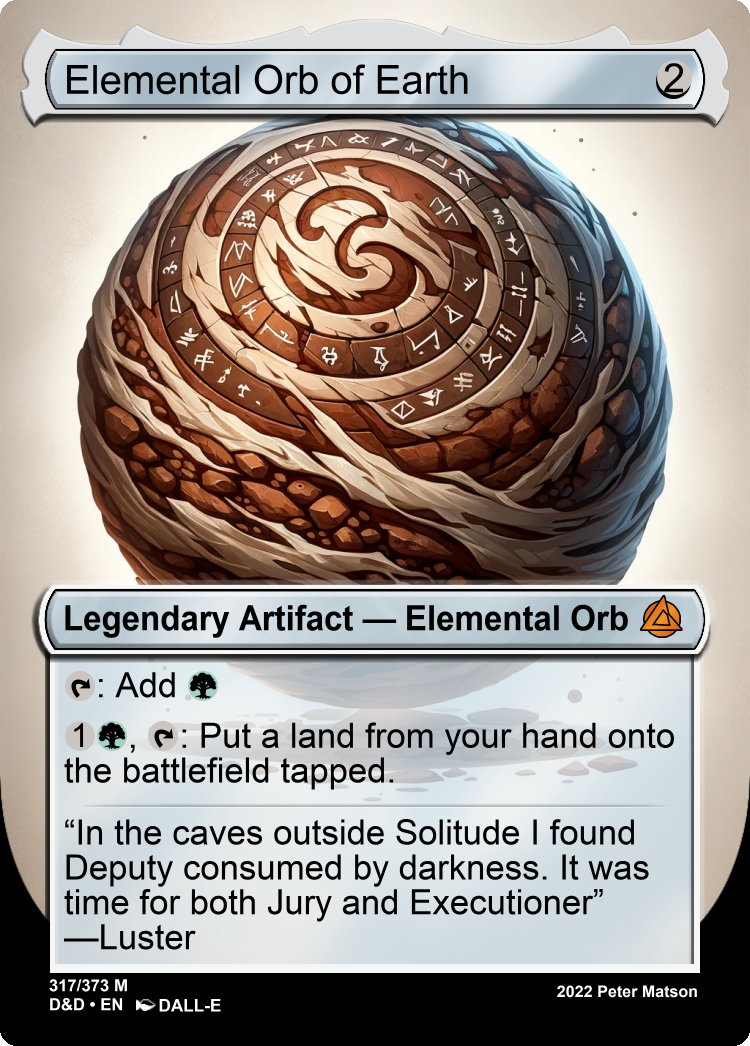 Elemental Orb of Earth 2
Legendary Artifact — Elemental Orb
: Add
1 , : Put a land from your hand onto
the battlefield tapped.
“In the caves outside Solitude I found
Deputy consumed by darkness. It was
time for both Jury and Executioner”
—Luster
317/373 M
D&D • EN DALL-E
2022 Peter Matson